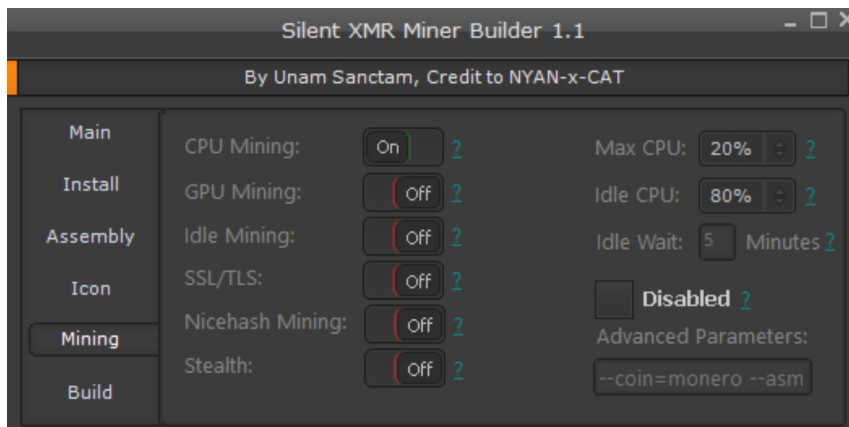 Silent XMR Miner Builder 1.1
By Unam Sanctam, Credit to NYAN-x-CAT
Main
Install
Assembly
Icon
Mining
Build
CPU Mining: On ?
GPU Mining: Off ?
Idle Mining: Off ?
SSL/TLS: Off ?
Nicehash Mining: Off ?
Stealth: Off ?
Max CPU: 20% ?
Idle CPU: 80% ?
Idle Wait: 5 Minutes ?
Disabled ?
Advanced Parameters:
--coin=monero --asm